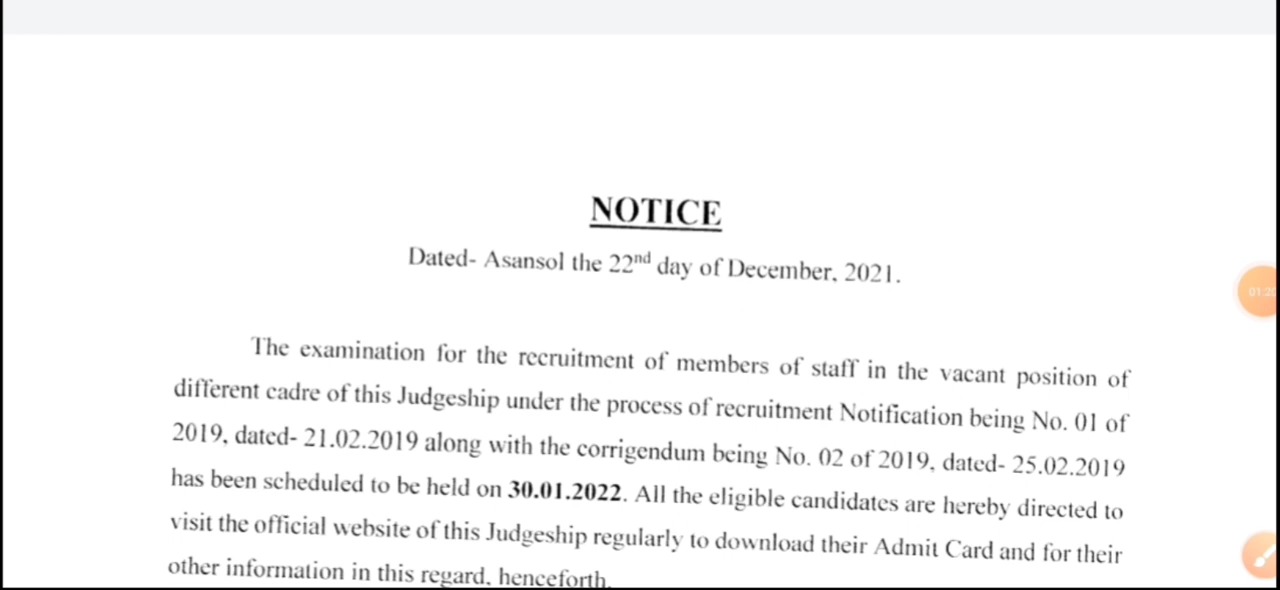 NOTICE
Dated- Asansol the 22nd day of December, 2021.
The examination for the recruitment of members of staff in the vacant position of
different cadre of this Judgeship under the process of recruitment Notification being No. 01 of
2019, dated- 21.02.2019 along with the corrigendum being No. 02 of 2019, dated- 25.02.2019
has been scheduled to be held on 30.01.2022. All the eligible candidates are hereby directed to
visit the official website of this Judgeship regularly to download their Admit Card and for their
other information in this regard, henceforth.